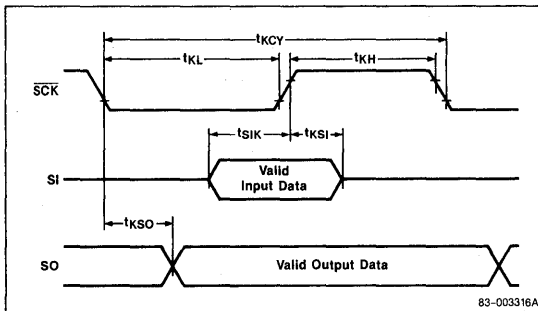 tKCY
tKL
tKH
SCK
tSIK
tKSI
SI
Valid
Input Data
tKSO
SO
Valid Output Data
83-003316A